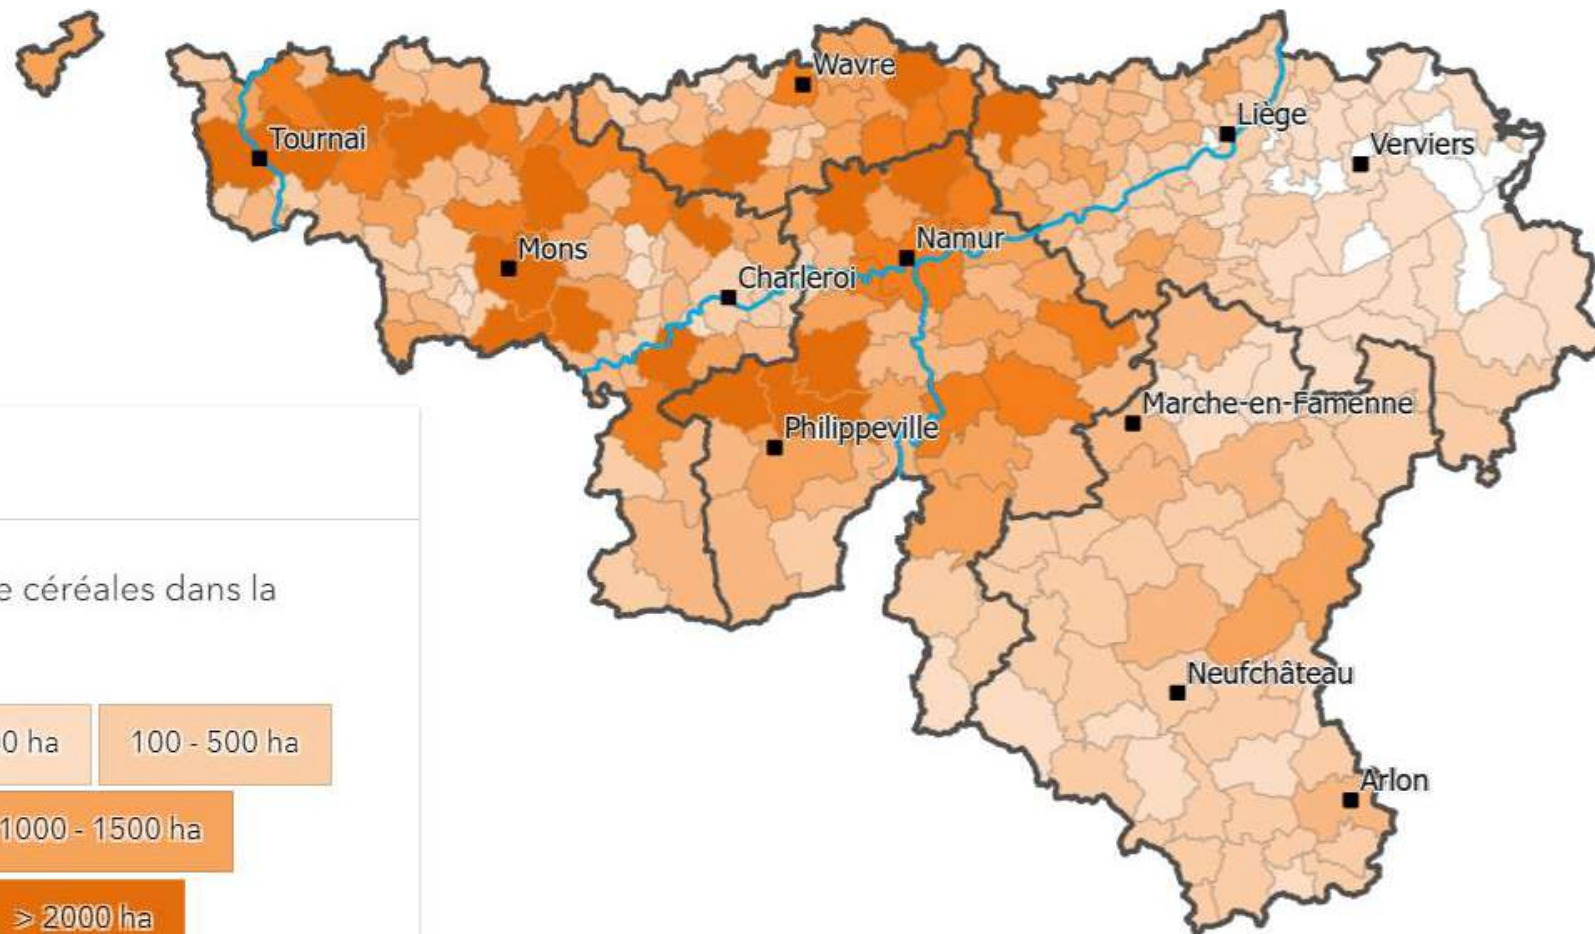 Wavre
Liège
Tournai
Verviers
Namur
Mons
Charleroi
Marche-en-Famenne
Philippeville
e céréales dans la
Neufchâteau
0 ha
100 - 500 ha
Arlon
1000 - 1500 ha
> 2000 ha